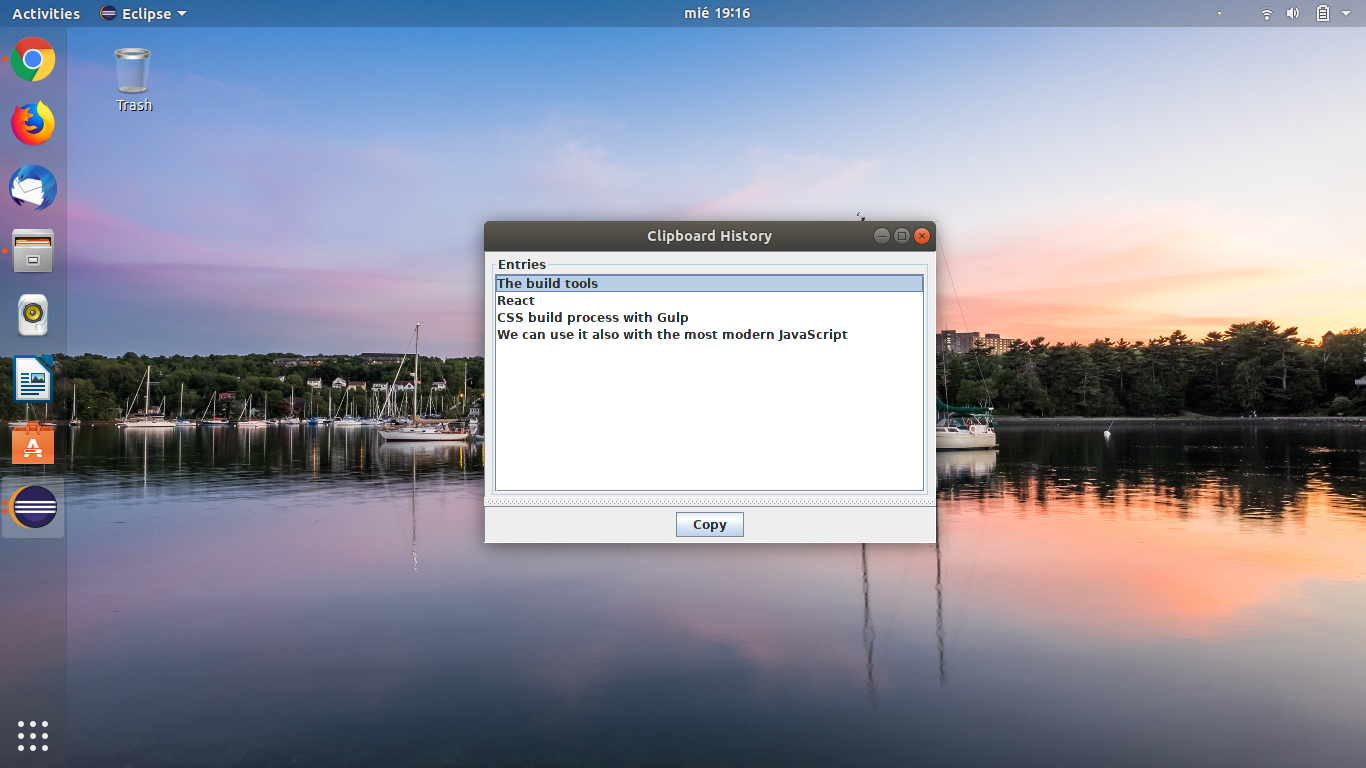 Activities Eclipse mié 19:16
Trash
Clipboard History
Entries
The build tools
React
CSS build process with Gulp
We can use it also with the most modern JavaScript
Copy